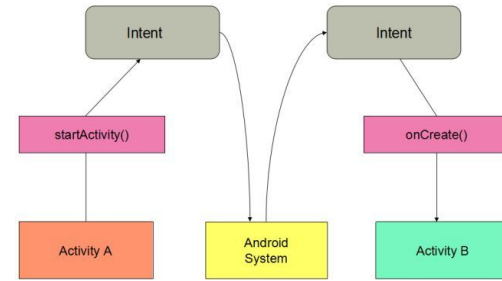 Intent
Intent
startActivity()
onCreate()
Activity A
Android
System
Activity B